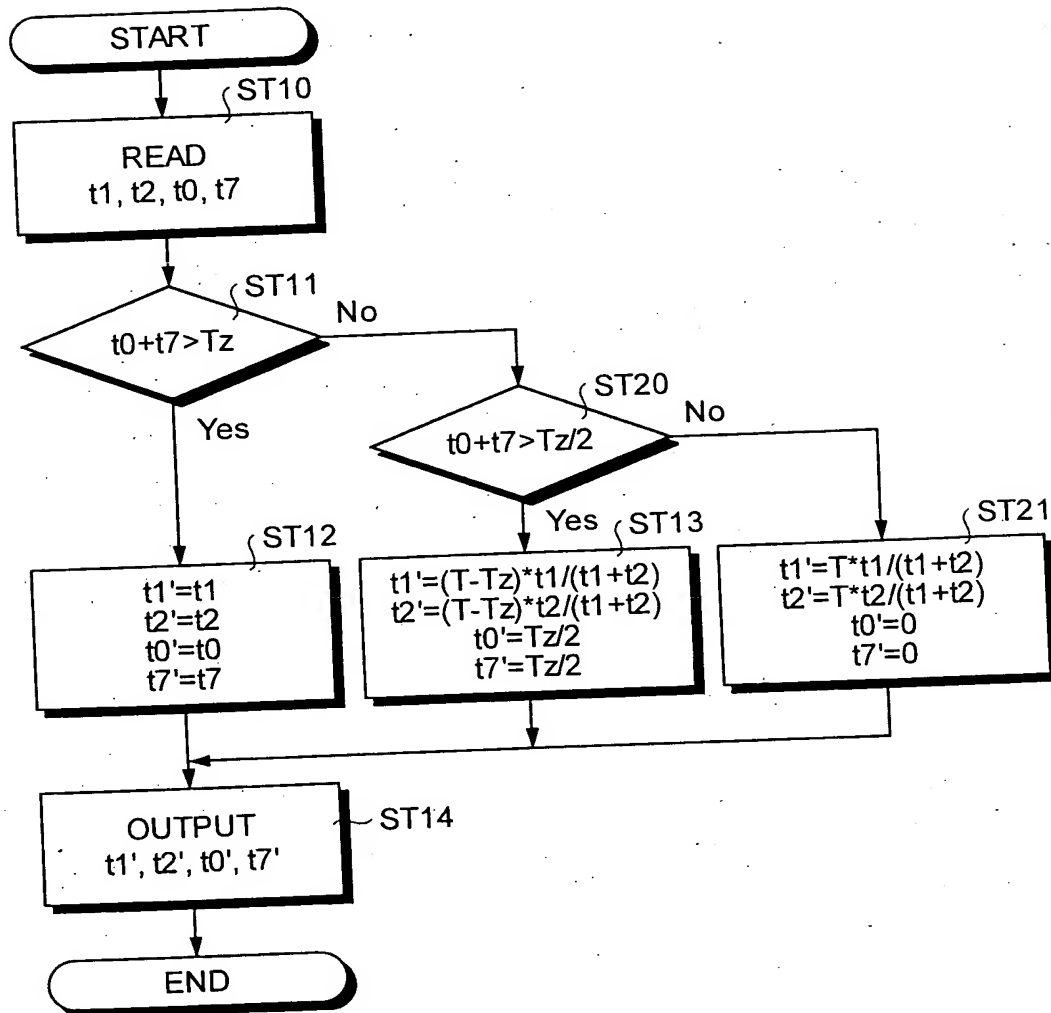 START
ST10
READ
t1, t2, t0, t7
ST11
t0+t7>Tz
No
Yes
ST20
t0+t7>Tz/2
No
Yes
ST12
t1'=t1
t2'=t2
t0'=t0
t7'=t7
ST13
t1'=(T-Tz)*t1/(t1+t2)
t2'=(T-Tz)*t2/(t1+t2)
t0'=Tz/2
t7'=Tz/2
ST21
t1'=T*t1/(t1+t2)
t2'=T*t2/(t1+t2)
t0'=0
t7'=0
OUTPUT
t1', t2', t0', t7'
ST14
END